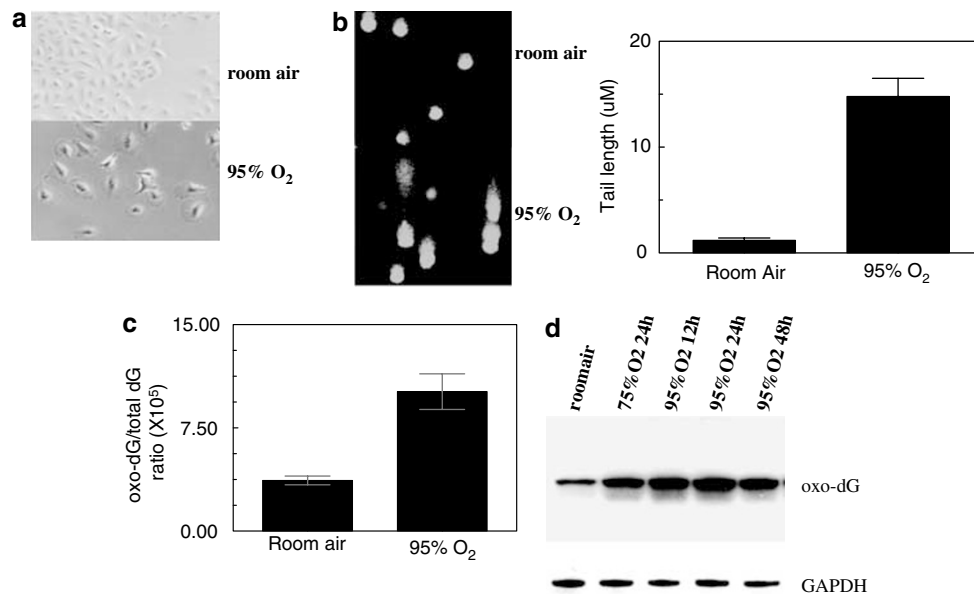 a
room air
95% O2
b
room air
95% O2
20
10
0
Tail length (uM)
Room Air
95% O2
c
15.00
7.50
0.00
oxo-dG/total dG
ratio (X10⁵)
Room air
95% O2
d
roomair
75%O2 24h
95%O2 12h
95%O2 24h
95%O2 48h
oxo-dG
GAPDH